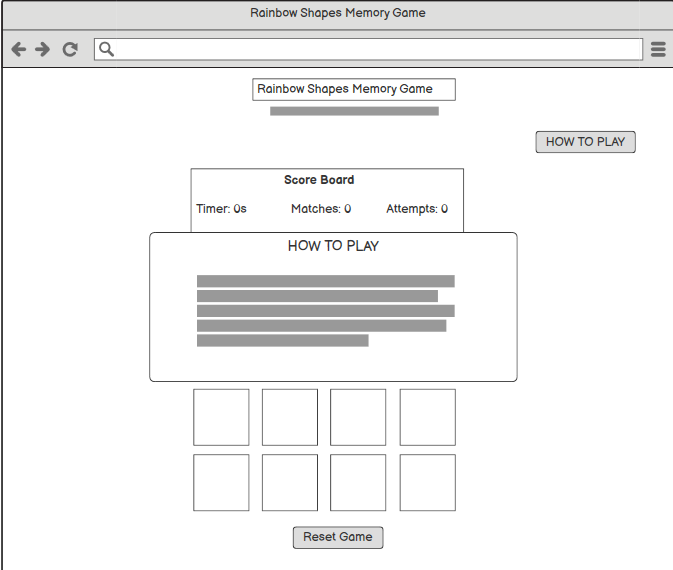 Rainbow Shapes Memory Game
Rainbow Shapes Memory Game
HOW TO PLAY
Score Board
Timer: 0s Matches: 0 Attempts: 0
HOW TO PLAY
Reset Game